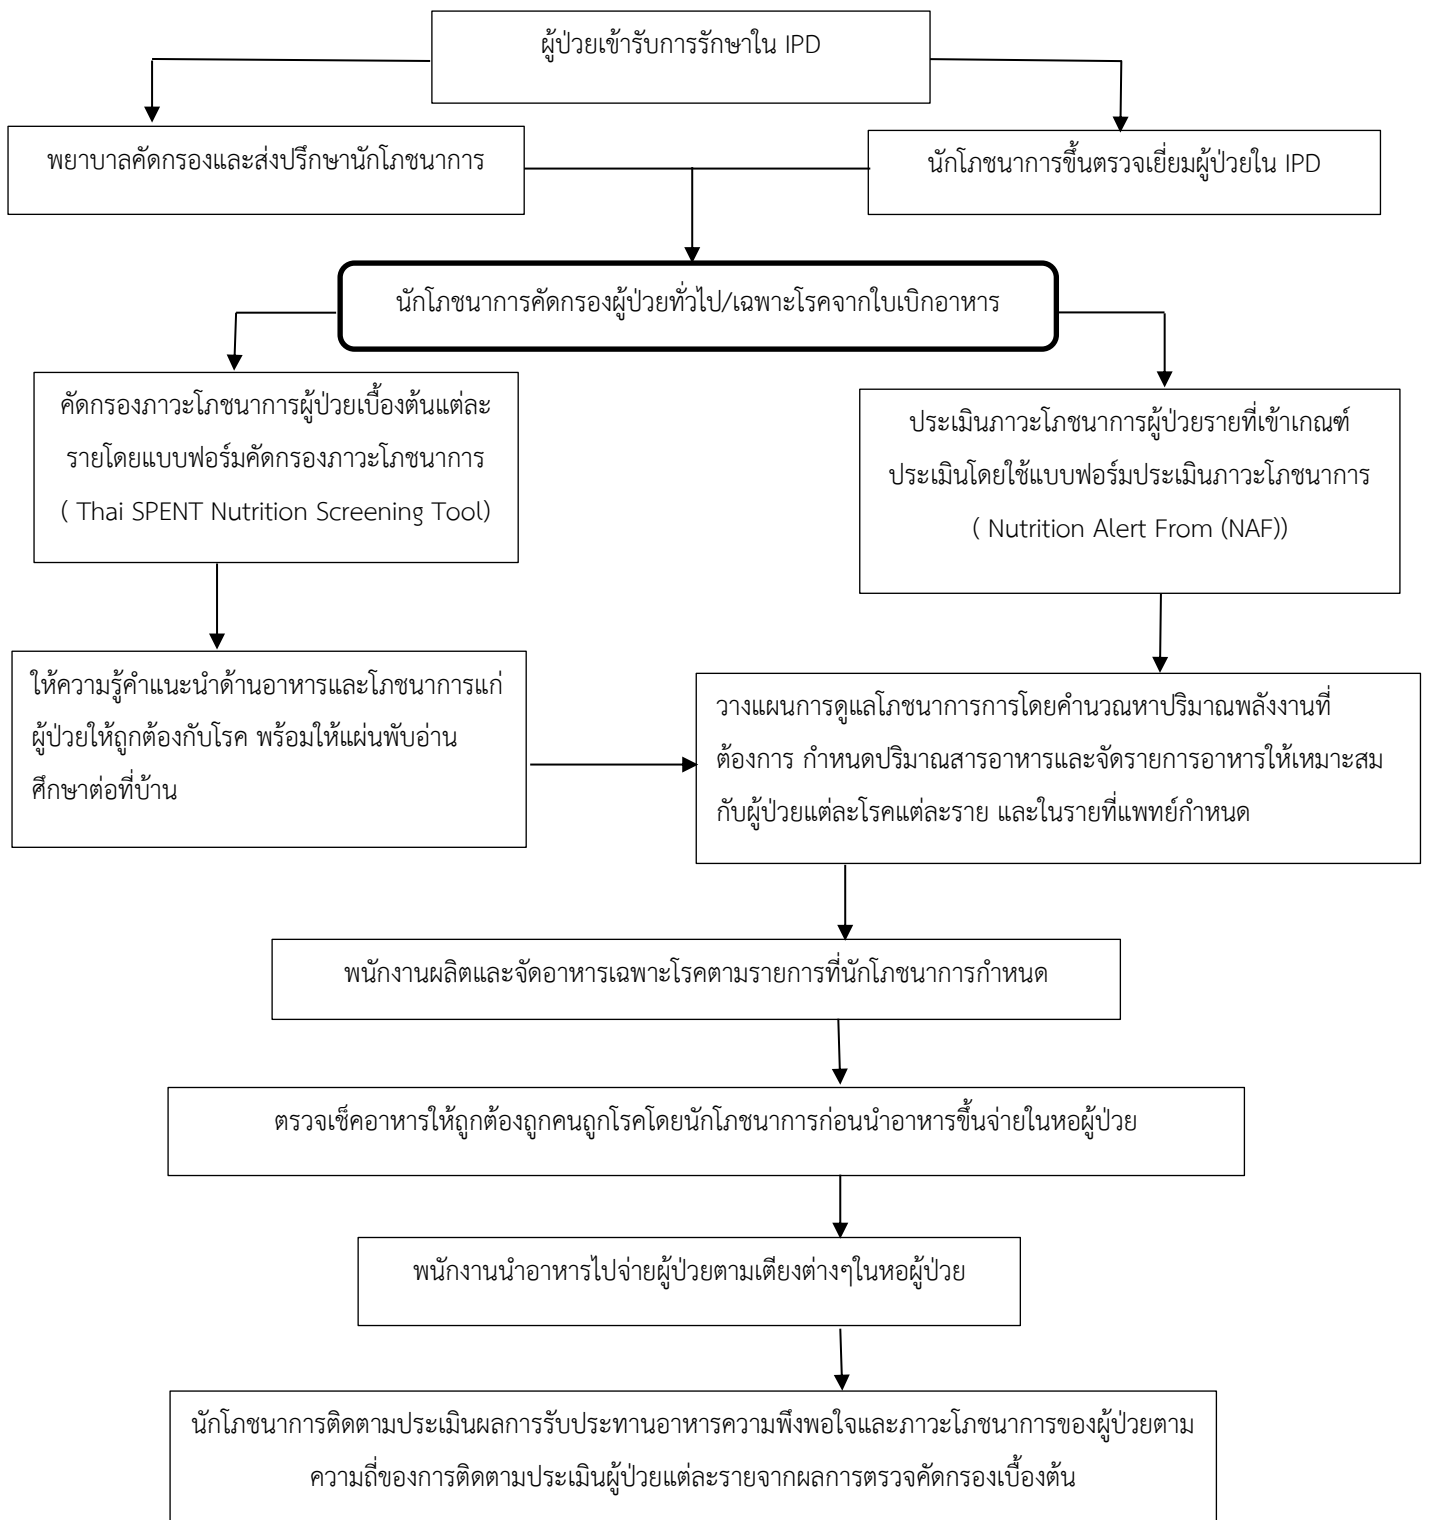 ผู้ป่วยเข้ารับการรักษาใน IPD
พยาบาลคัดกรองและส่งปรึกษานักโภชนาการ
นักโภชนาการขึ้นตรวจเยี่ยมผู้ป่วยใน IPD
นักโภชนาการคัดกรองผู้ป่วยทั่วไป/เฉพาะโรคจากใบเบิกอาหาร
คัดกรองภาวะโภชนาการผู้ป่วยเบื้องต้นแต่ละ
รายโดยแบบฟอร์มคัดกรองภาวะโภชนาการ
( Thai SPENT Nutrition Screening Tool)
ประเมินภาวะโภชนาการผู้ป่วยรายที่เข้าเกณฑ์
ประเมินโดยใช้แบบฟอร์มประเมินภาวะโภชนาการ
( Nutrition Alert From (NAF))
ให้ความรู้คำแนะนำด้านอาหารและโภชนาการแก่
ผู้ป่วยให้ถูกต้องกับโรค พร้อมให้แผ่นพับอ่าน
ศึกษาต่อที่บ้าน
วางแผนการดูแลโภชนาการการโดยคำนวณหาปริมาณพลังงานที่
ต้องการ กำหนดปริมาณสารอาหารและจัดรายการอาหารให้เหมาะสม
กับผู้ป่วยแต่ละโรคแต่ละราย และในรายที่แพทย์กำหนด
พนักงานผลิตและจัดอาหารเฉพาะโรคตามรายการที่นักโภชนาการกำหนด
ตรวจเช็คอาหารให้ถูกต้องถูกคนถูกโรคโดยนักโภชนาการก่อนนำอาหารขึ้นจ่ายในหอผู้ป่วย
พนักงานนำอาหารไปจ่ายผู้ป่วยตามเตียงต่างๆในหอผู้ป่วย
นักโภชนาการติดตามประเมินผลการรับประทานอาหารความพึงพอใจและภาวะโภชนาการของผู้ป่วยตาม
ความถี่ของการติดตามประเมินผู้ป่วยแต่ละรายจากผลการตรวจคัดกรองเบื้องต้น